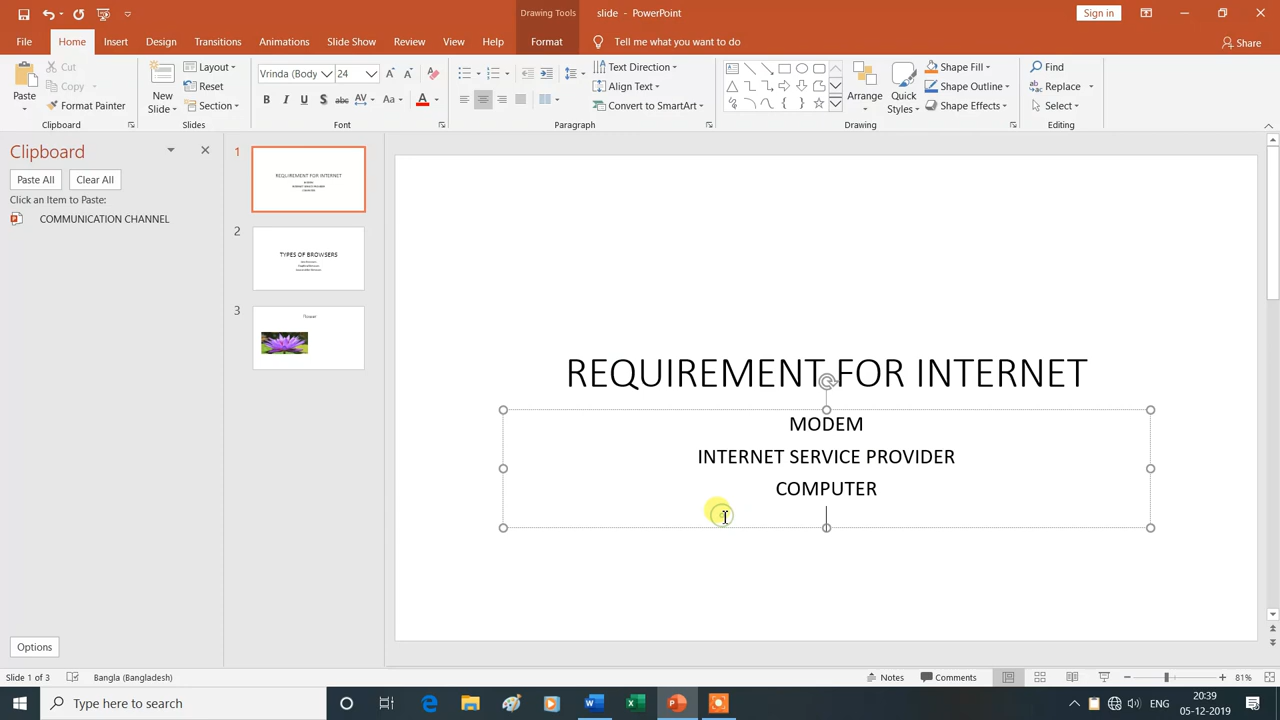 Drawing Tools
slide - PowerPoint
Sign in
File
Home
Insert
Design
Transitions
Animations
Slide Show
Review
View
Help
Format
Tell me what you want to do
Share
Paste
Cut
Copy
Format Painter
Clipboard
New
Slide
Layout
Reset
Section
Slides
Vrinda (Body
24
B I U S abc AV Aa A
Font
Text Direction
Align Text
Convert to SmartArt
Paragraph
Arrange
Quick
Styles
Shape Fill
Shape Outline
Shape Effects
Drawing
Find
Replace
Select
Editing
Clipboard
Paste All
Clear All
Click an Item to Paste:
COMMUNICATION CHANNEL
Options
1
REQUIREMENT FOR INTERNET
2
TYPES OF BROWSERS
3
Flower
REQUIREMENT FOR INTERNET
MODEM
INTERNET SERVICE PROVIDER
COMPUTER
Slide 1 of 3
Bangla (Bangladesh)
Notes
Comments
81%
Type here to search
ENG
20:39
05-12-2019